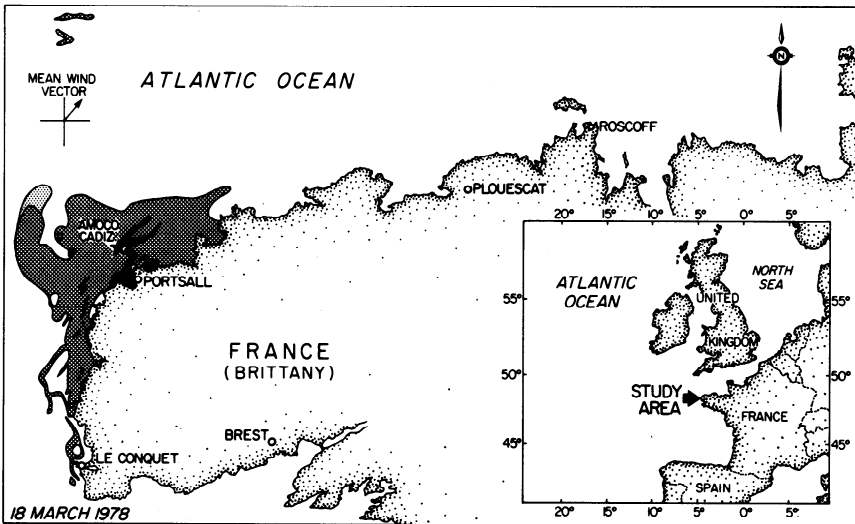 MEAN WIND
VECTOR
ATLANTIC OCEAN
N
ROSCOFF
PLOUESCAT
AMOCO
CADIZ
PORTSALL
FRANCE
(BRITTANY)
BREST
LE CONQUET
18 MARCH 1978
20° 15° 10° 5° 0° 5°
ATLANTIC
OCEAN
NORTH
SEA
UNITED
KINGDOM
55° 55°
50° 50°
STUDY
AREA
FRANCE
45° 45°
SPAIN
20° 15° 10° 5° 0° 5°